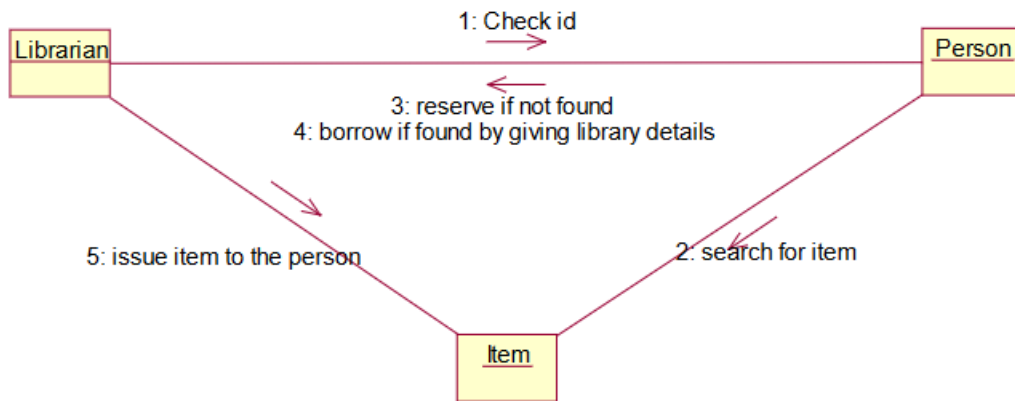 1: Check id
Librarian
Person
3: reserve if not found
4: borrow if found by giving library details
5: issue item to the person
2: search for item
Item